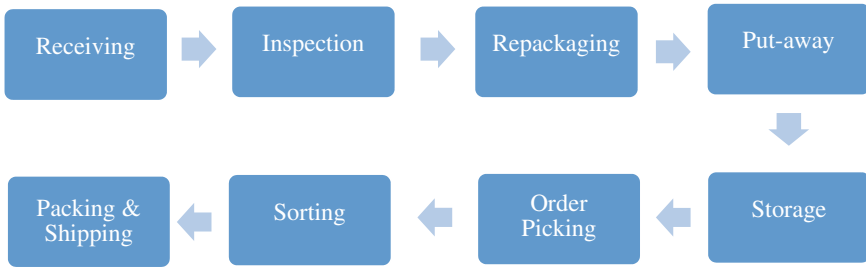 Receiving
Inspection
Repackaging
Put-away
Storage
Order
Picking
Sorting
Packing &
Shipping